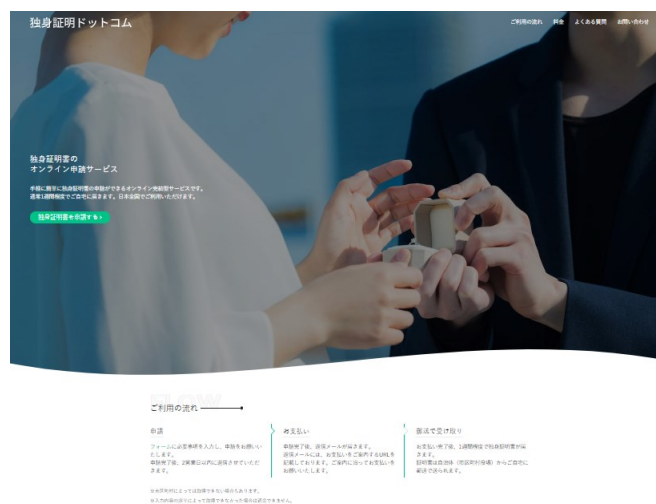 独身証明ドットコム
ご利用の流れ 料金 よくある質問 お問い合わせ
独身証明書の
オンライン申請サービス
手軽に簡単に独身証明書の申請ができるオンライン完結型サービスです。
通常1週間程度でご自宅に届きます。日本全国でご利用いただけます。
独身証明書を申請する ›
FLOW
ご利用の流れ
申請
フォームに必要事項を入力し、申請をお願いい
たします。
申請完了後、2営業日以内に返信させていただ
きます。
お支払い
申請完了後、返信メールが届きます。
返信メールには、お支払いをご案内するURLを
記載しております。ご案内に沿ってお支払いを
お願いいたします。
郵送で受け取り
お支払い完了後、1週間程度で独身証明書が届
きます。
証明書は自治体（市区町村役場）からご自宅に
郵送で送られます。